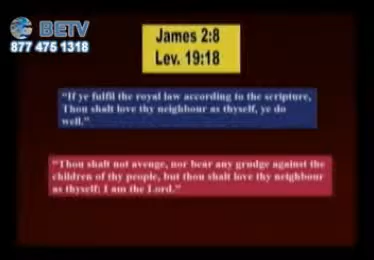 BETV
877 475 1318
James 2:8
Lev. 19:18
"If ye fulfil the royal law according to the scripture,
Thou shalt love thy neighbour as thyself, ye do
well."
"Thou shalt not avenge, nor bear any grudge against the
children of thy people, but thou shalt love thy neighbour
as thyself: I am the Lord."